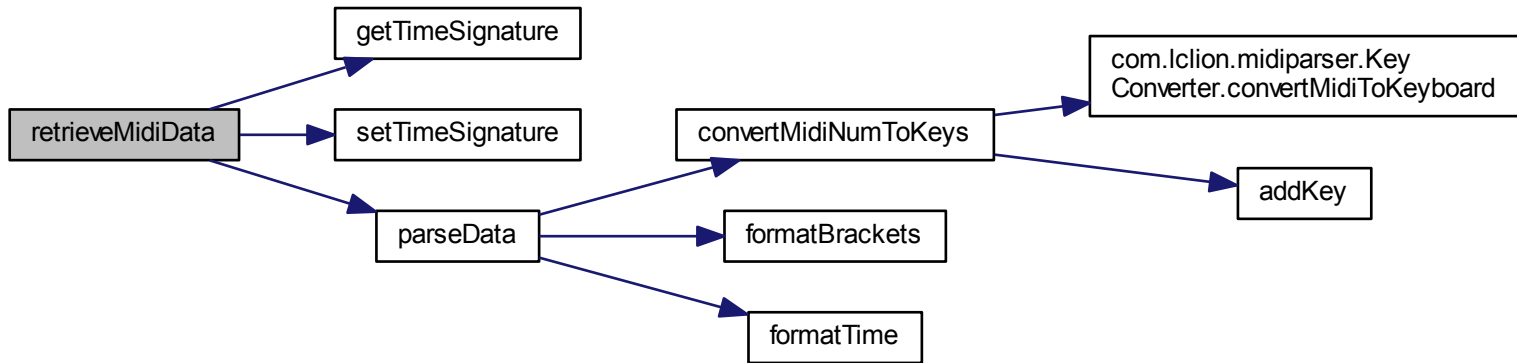 retrieveMidiData
getTimeSignature
setTimeSignature
parseData
convertMidiNumToKeys
formatBrackets
formatTime
com.lclion.midiparser.Key
Converter.convertMidiToKeyboard
addKey